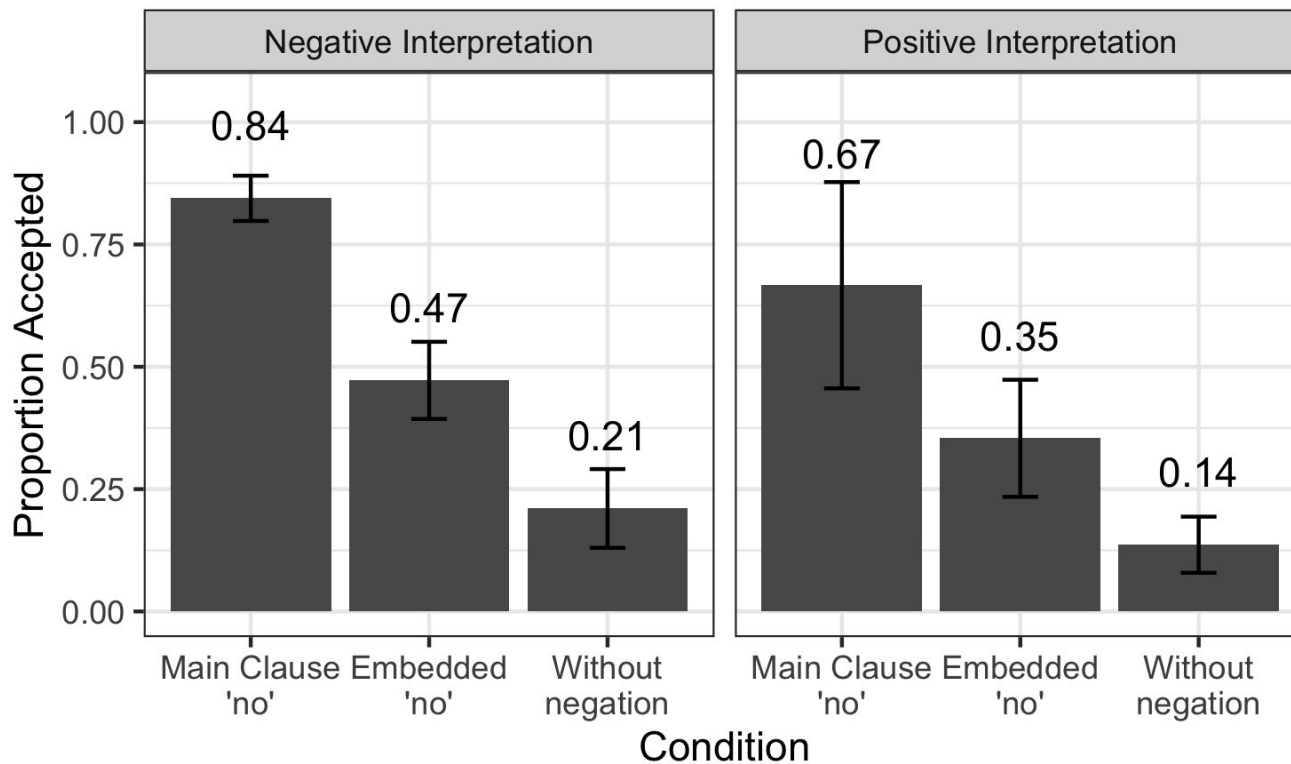 Negative Interpretation
Positive Interpretation
Proportion Accepted
1.00
0.75
0.50
0.25
0.00
0.84
0.47
0.21
0.67
0.35
0.14
Main Clause
'no'
Embedded
'no'
Without
negation
Main Clause
'no'
Embedded
'no'
Without
negation
Condition